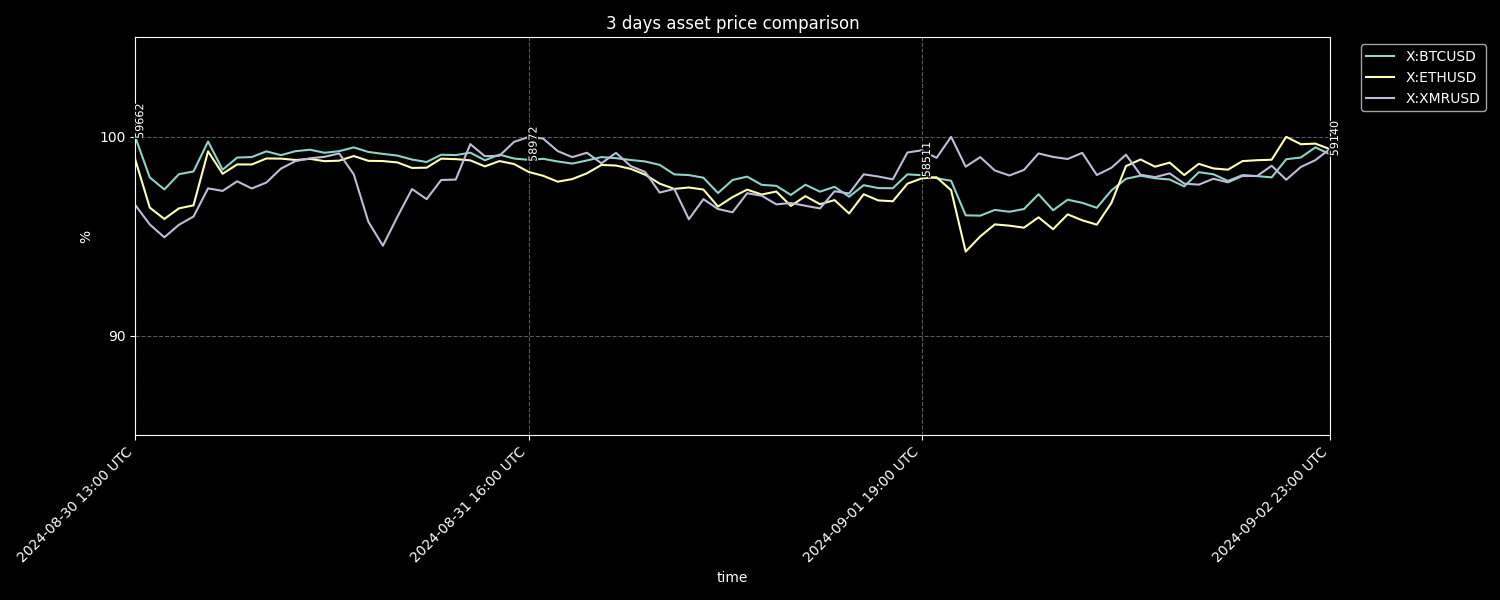 3 days asset price comparison
X:BTCUSD
X:ETHUSD
X:XMRUSD
100
90
%
59662
58972
58511
59140
2024-08-30 13:00 UTC
2024-08-31 16:00 UTC
2024-09-01 19:00 UTC
2024-09-02 23:00 UTC
time